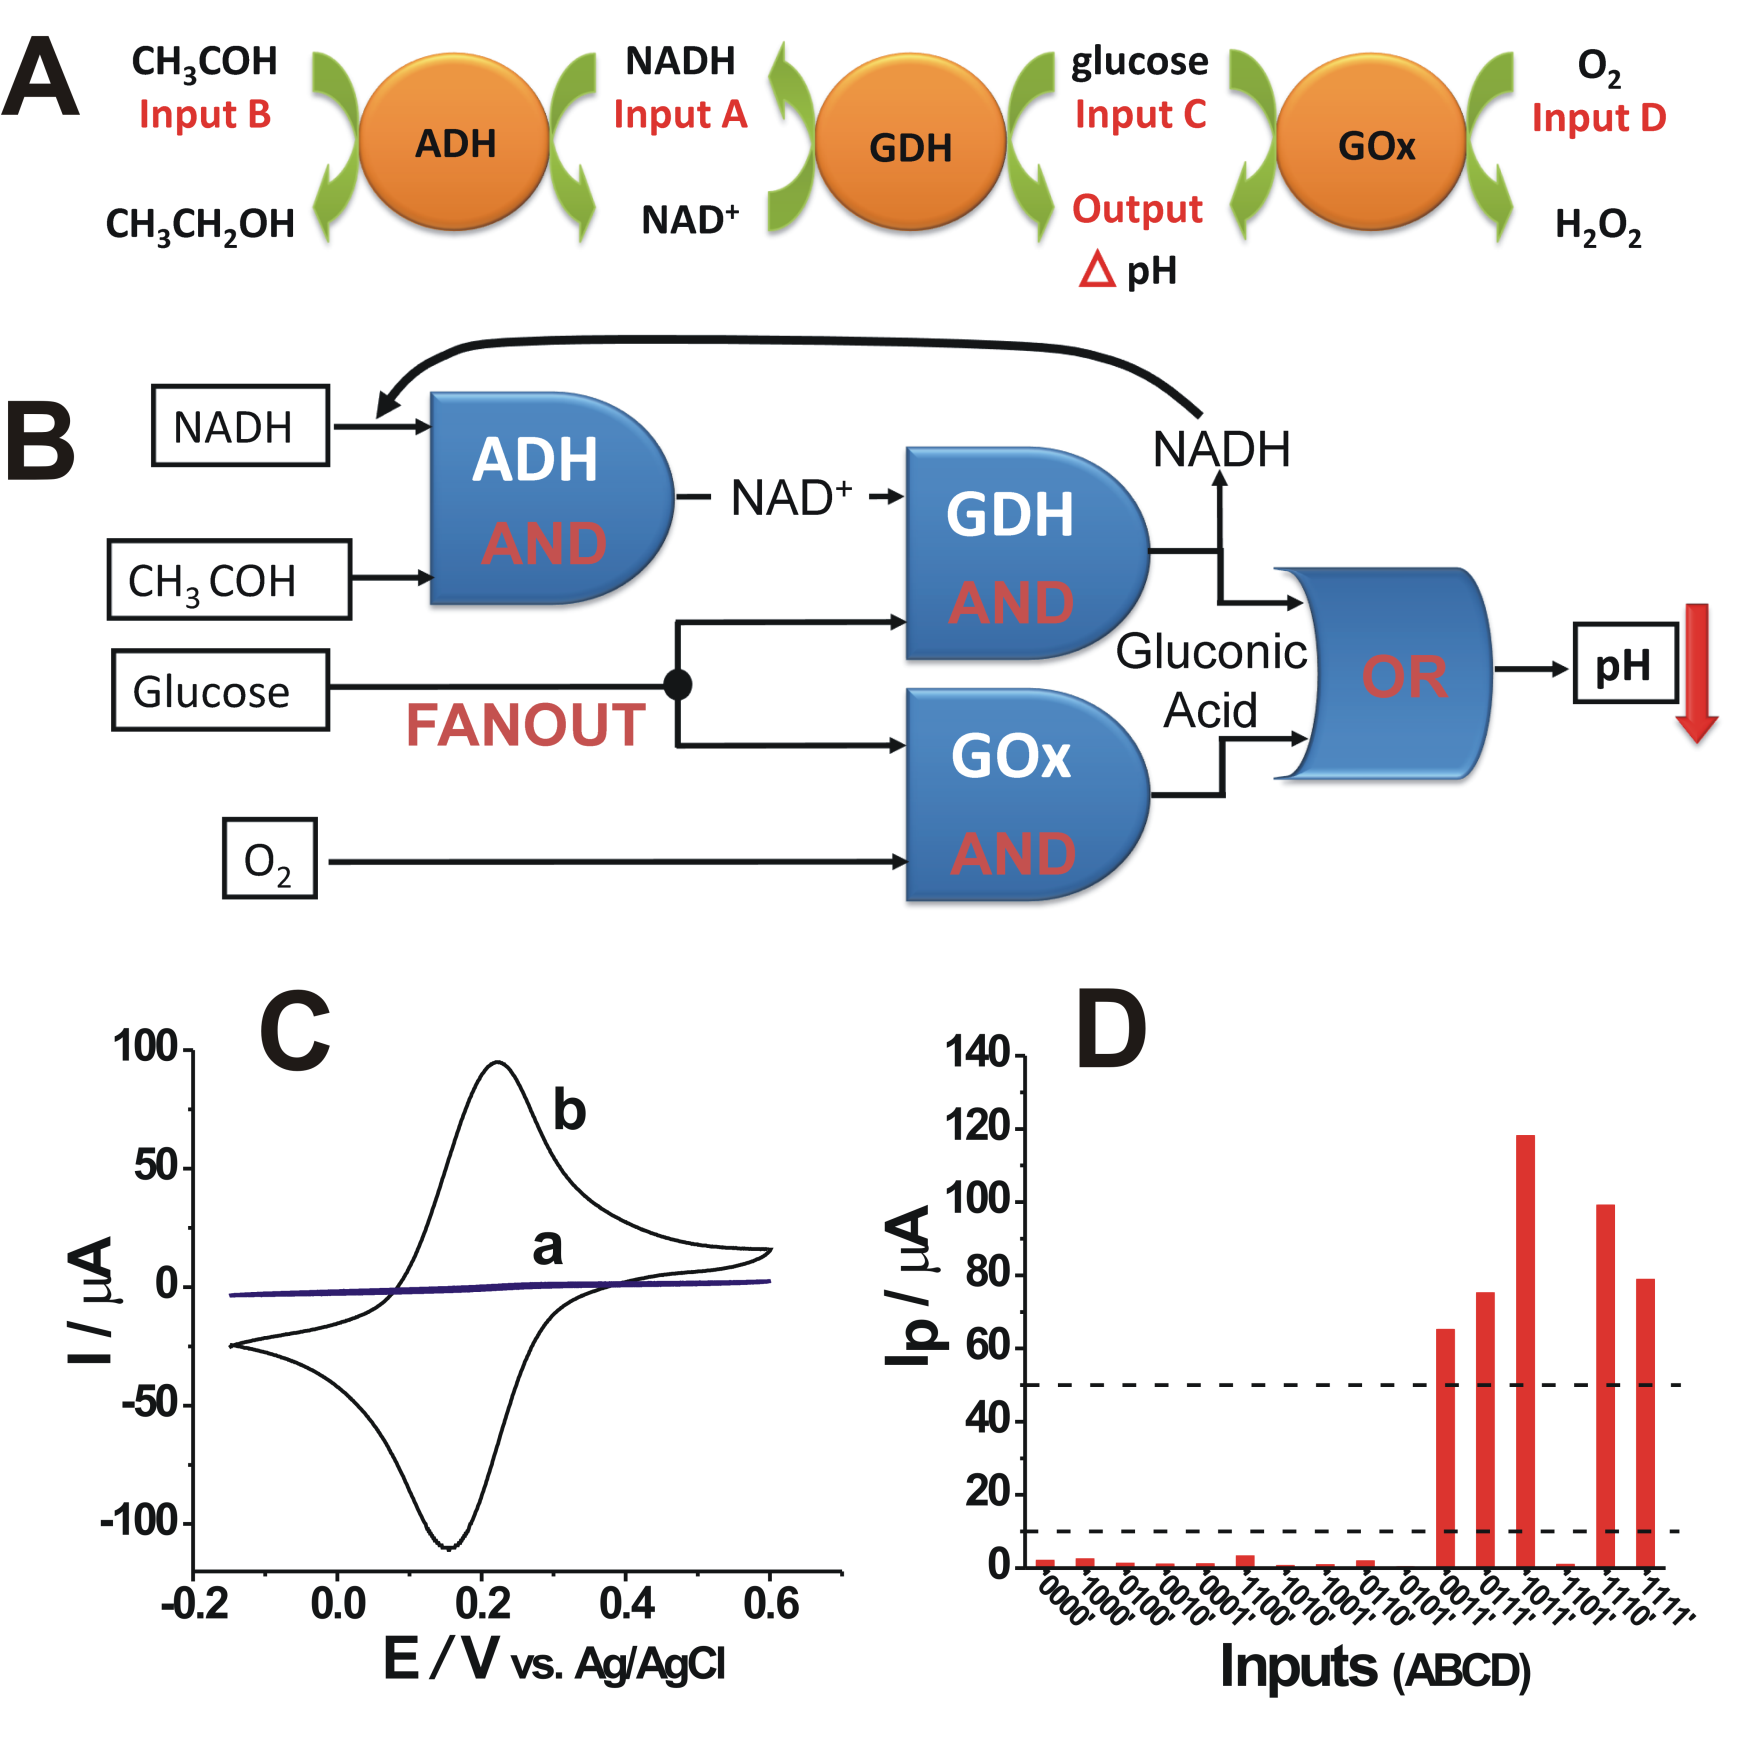 A
CH3COH
Input B
CH3CH2OH
ADH
NADH
Input A
NAD+
GDH
glucose
Input C
Output
△ pH
GOx
O2
Input D
H2O2
B
NADH
CH3 COH
Glucose
FANOUT
O2
ADH
AND
NAD+
GDH
AND
GOx
AND
NADH
Gluconic
Acid
OR
pH
C
100
50
0
-50
-100
I / μA
b
a
-0.2 0.0 0.2 0.4 0.6
E / V vs. Ag/AgCl
D
140
120
100
80
60
40
20
0
Ip / μA
'0000' '1000' '0100' '0010' '0001' '1100' '1010' '1001' '0110' '0101' '0011' '0111' '1011' '1101' '1110' '1111'
Inputs (ABCD)